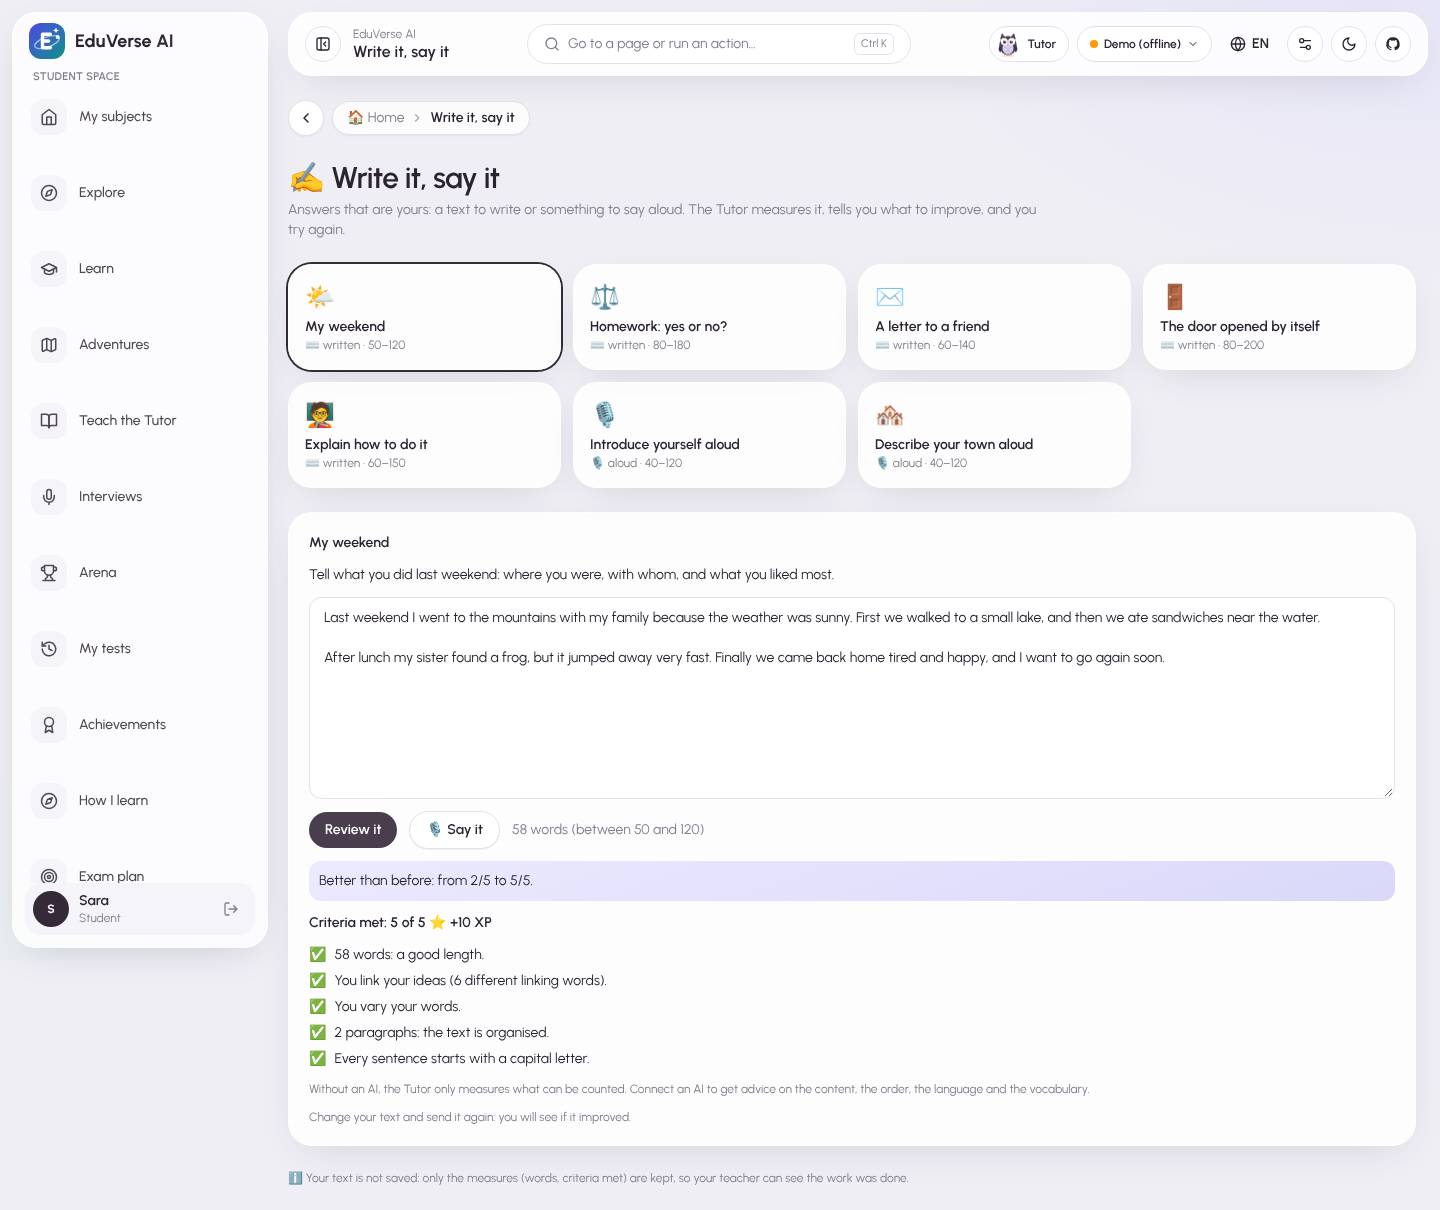 EduVerse AI
STUDENT SPACE
My subjects
Explore
Learn
Adventures
Teach the Tutor
Interviews
Arena
My tests
Achievements
How I learn
Exam plan
S
Sara
Student
EduVerse AI
Write it, say it
Go to a page or run an action...
Ctrl K
Tutor
Demo (offline)
EN
Home
Write it, say it
Write it, say it
Answers that are yours: a text to write or something to say aloud. The Tutor measures it, tells you what to improve, and you
try again.
My weekend
written · 50–120
Homework: yes or no?
written · 80–180
A letter to a friend
written · 60–140
The door opened by itself
written · 80–200
Explain how to do it
written · 60–150
Introduce yourself aloud
aloud · 40–120
Describe your town aloud
aloud · 40–120
My weekend
Tell what you did last weekend: where you were, with whom, and what you liked most.
Last weekend I went to the mountains with my family because the weather was sunny. First we walked to a small lake, and then we ate sandwiches near the water.
After lunch my sister found a frog, but it jumped away very fast. Finally we came back home tired and happy, and I want to go again soon.
Review it
Say it
58 words (between 50 and 120)
Better than before: from 2/5 to 5/5.
Criteria met: 5 of 5 ⭐ +10 XP
58 words: a good length.
You link your ideas (6 different linking words).
You vary your words.
2 paragraphs: the text is organised.
Every sentence starts with a capital letter.
Without an AI, the Tutor only measures what can be counted. Connect an AI to get advice on the content, the order, the language and the vocabulary.
Change your text and send it again: you will see if it improved.
Your text is not saved: only the measures (words, criteria met) are kept, so your teacher can see the work was done.